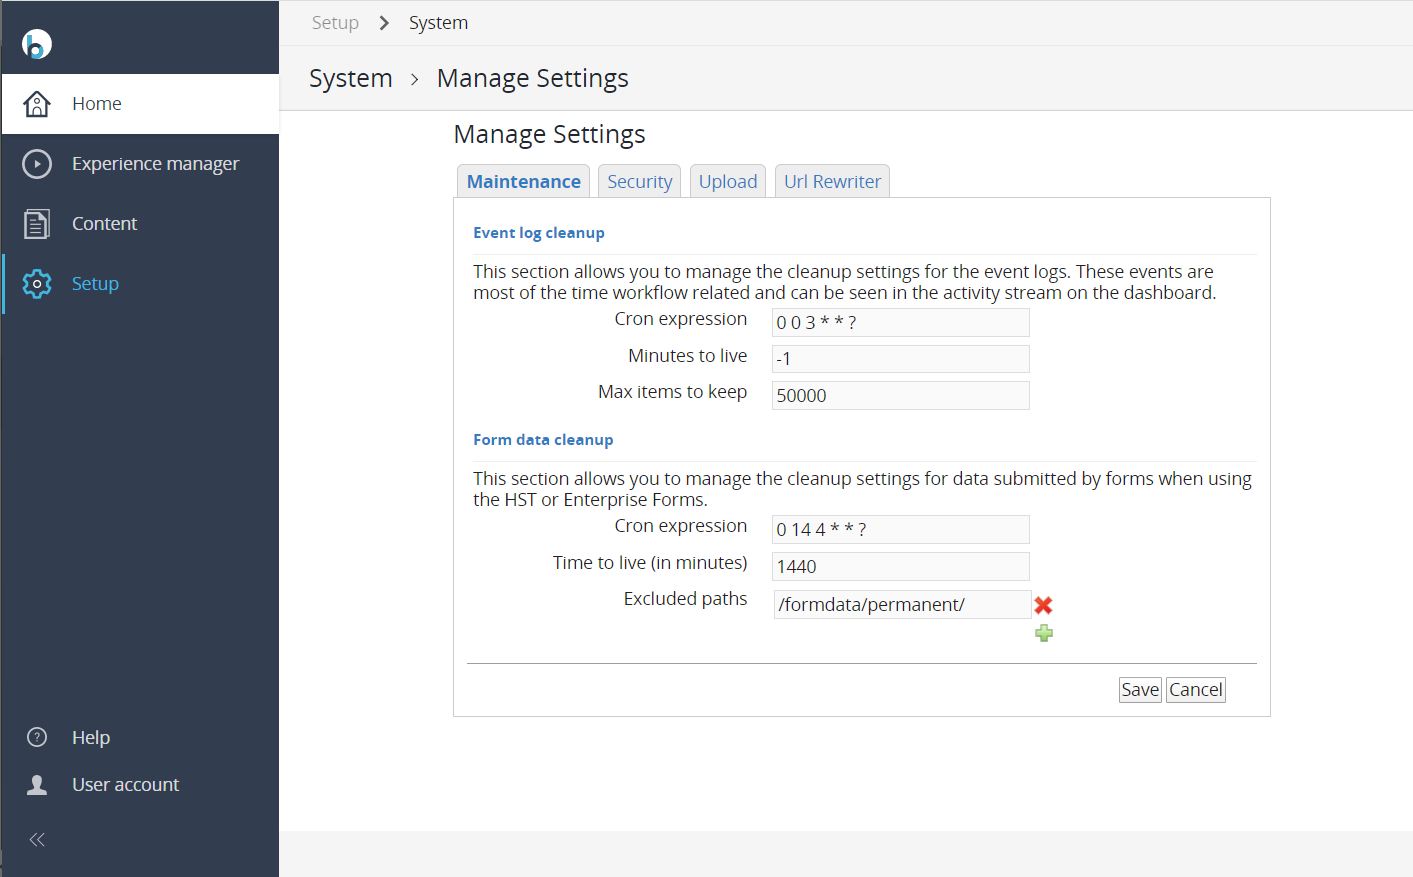 Setup > System
System > Manage Settings
Home
Experience manager
Content
Setup
Help
User account
Manage Settings
Maintenance Security Upload Url Rewriter
Event log cleanup
This section allows you to manage the cleanup settings for the event logs. These events are
most of the time workflow related and can be seen in the activity stream on the dashboard.
Cron expression 0 0 3 * * ?
Minutes to live -1
Max items to keep 50000
Form data cleanup
This section allows you to manage the cleanup settings for data submitted by forms when using
the HST or Enterprise Forms.
Cron expression 0 14 4 * * ?
Time to live (in minutes) 1440
Excluded paths /formdata/permanent/
Save Cancel